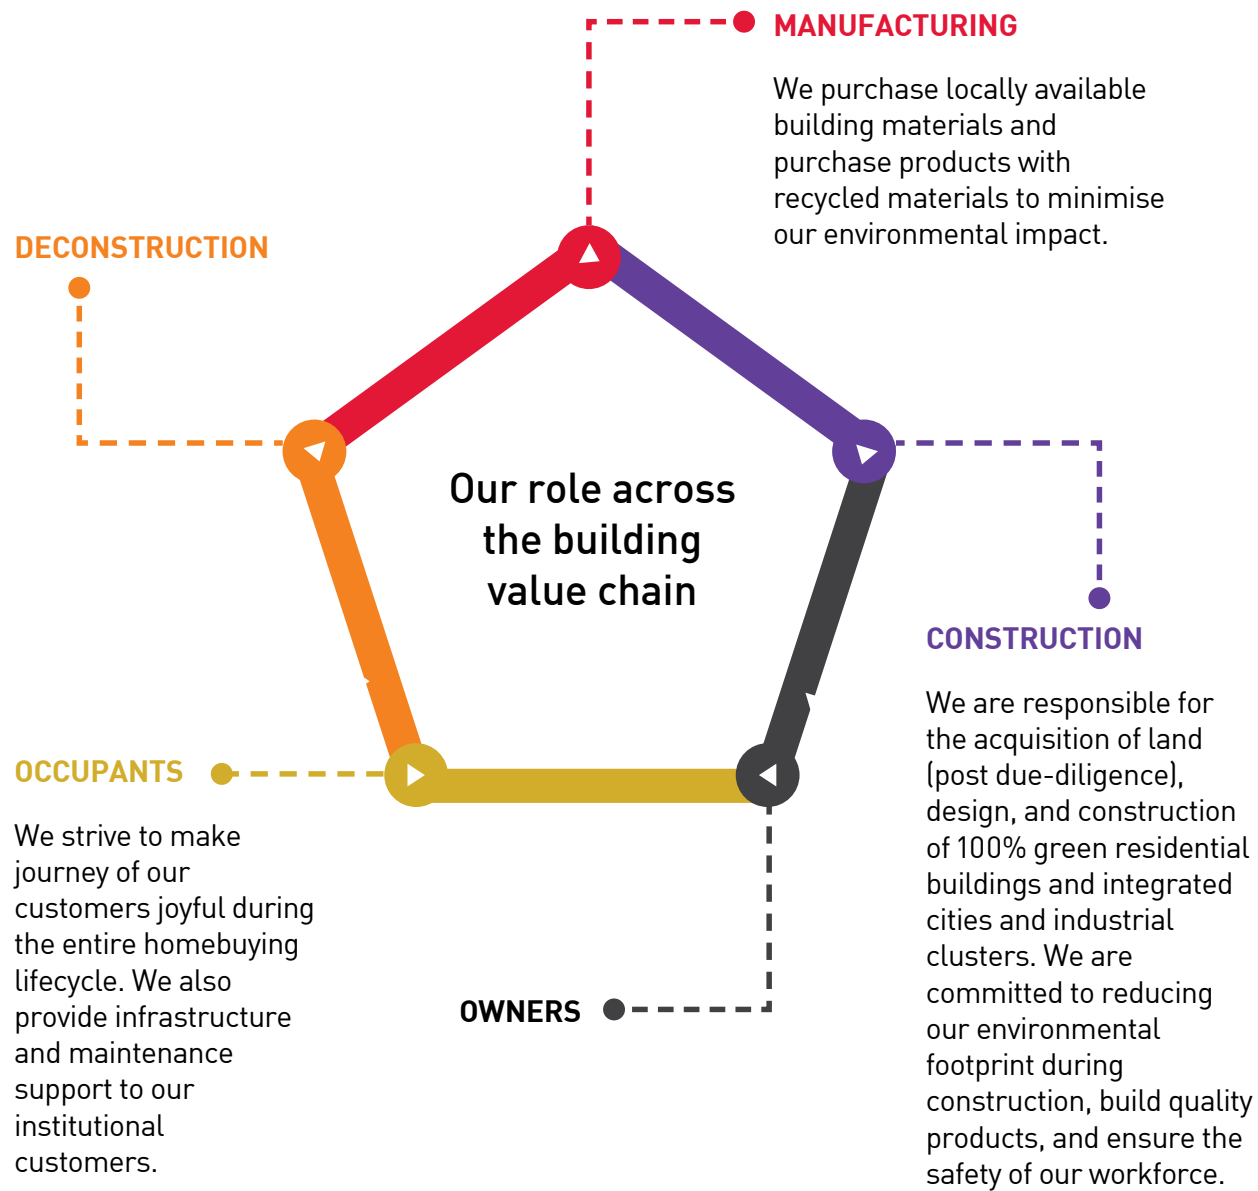 MANUFACTURING
We purchase locally available
building materials and
purchase products with
recycled materials to minimise
our environmental impact.
DECONSTRUCTION
Our role across
the building
value chain
CONSTRUCTION
We are responsible for
the acquisition of land
(post due-diligence),
design, and construction
of 100% green residential
buildings and integrated
cities and industrial
clusters. We are
committed to reducing
our environmental
footprint during
construction, build quality
products, and ensure the
safety of our workforce.
OCCUPANTS
We strive to make
journey of our
customers joyful during
the entire homebuying
lifecycle. We also
provide infrastructure
and maintenance
support to our
institutional
customers.
OWNERS